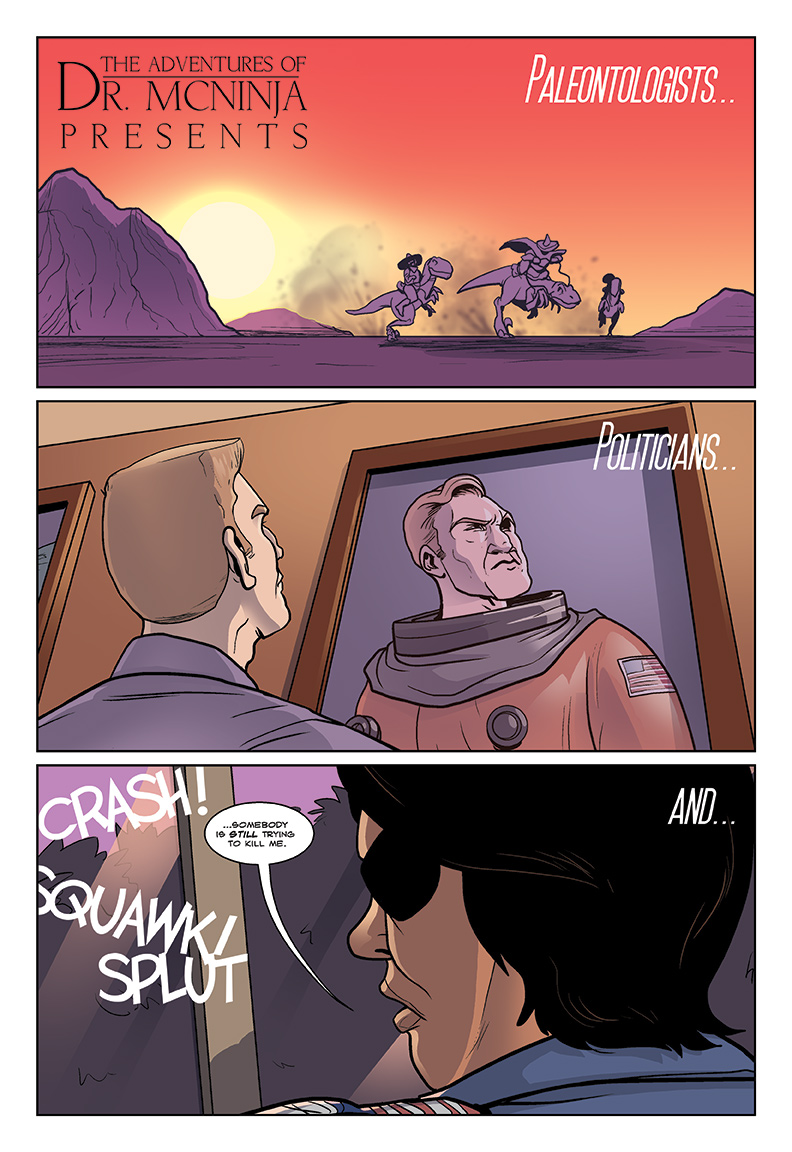 THE ADVENTURES OF
DR. MCNINJA
PRESENTS
PALEONTOLOGISTS...
POLITICIANS...
AND...
CRASH!
...SOMEBODY
IS STILL TRYING
TO KILL ME.
SQUAWK!
SPLUT